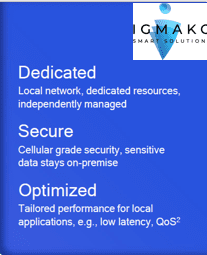 IGMAKO
SMART SOLUTION
Dedicated
Local network, dedicated resources,
independently managed
Secure
Cellular grade security, sensitive
data stays on-premise
Optimized
Tailored performance for local
applications, e.g., low latency, QoS²